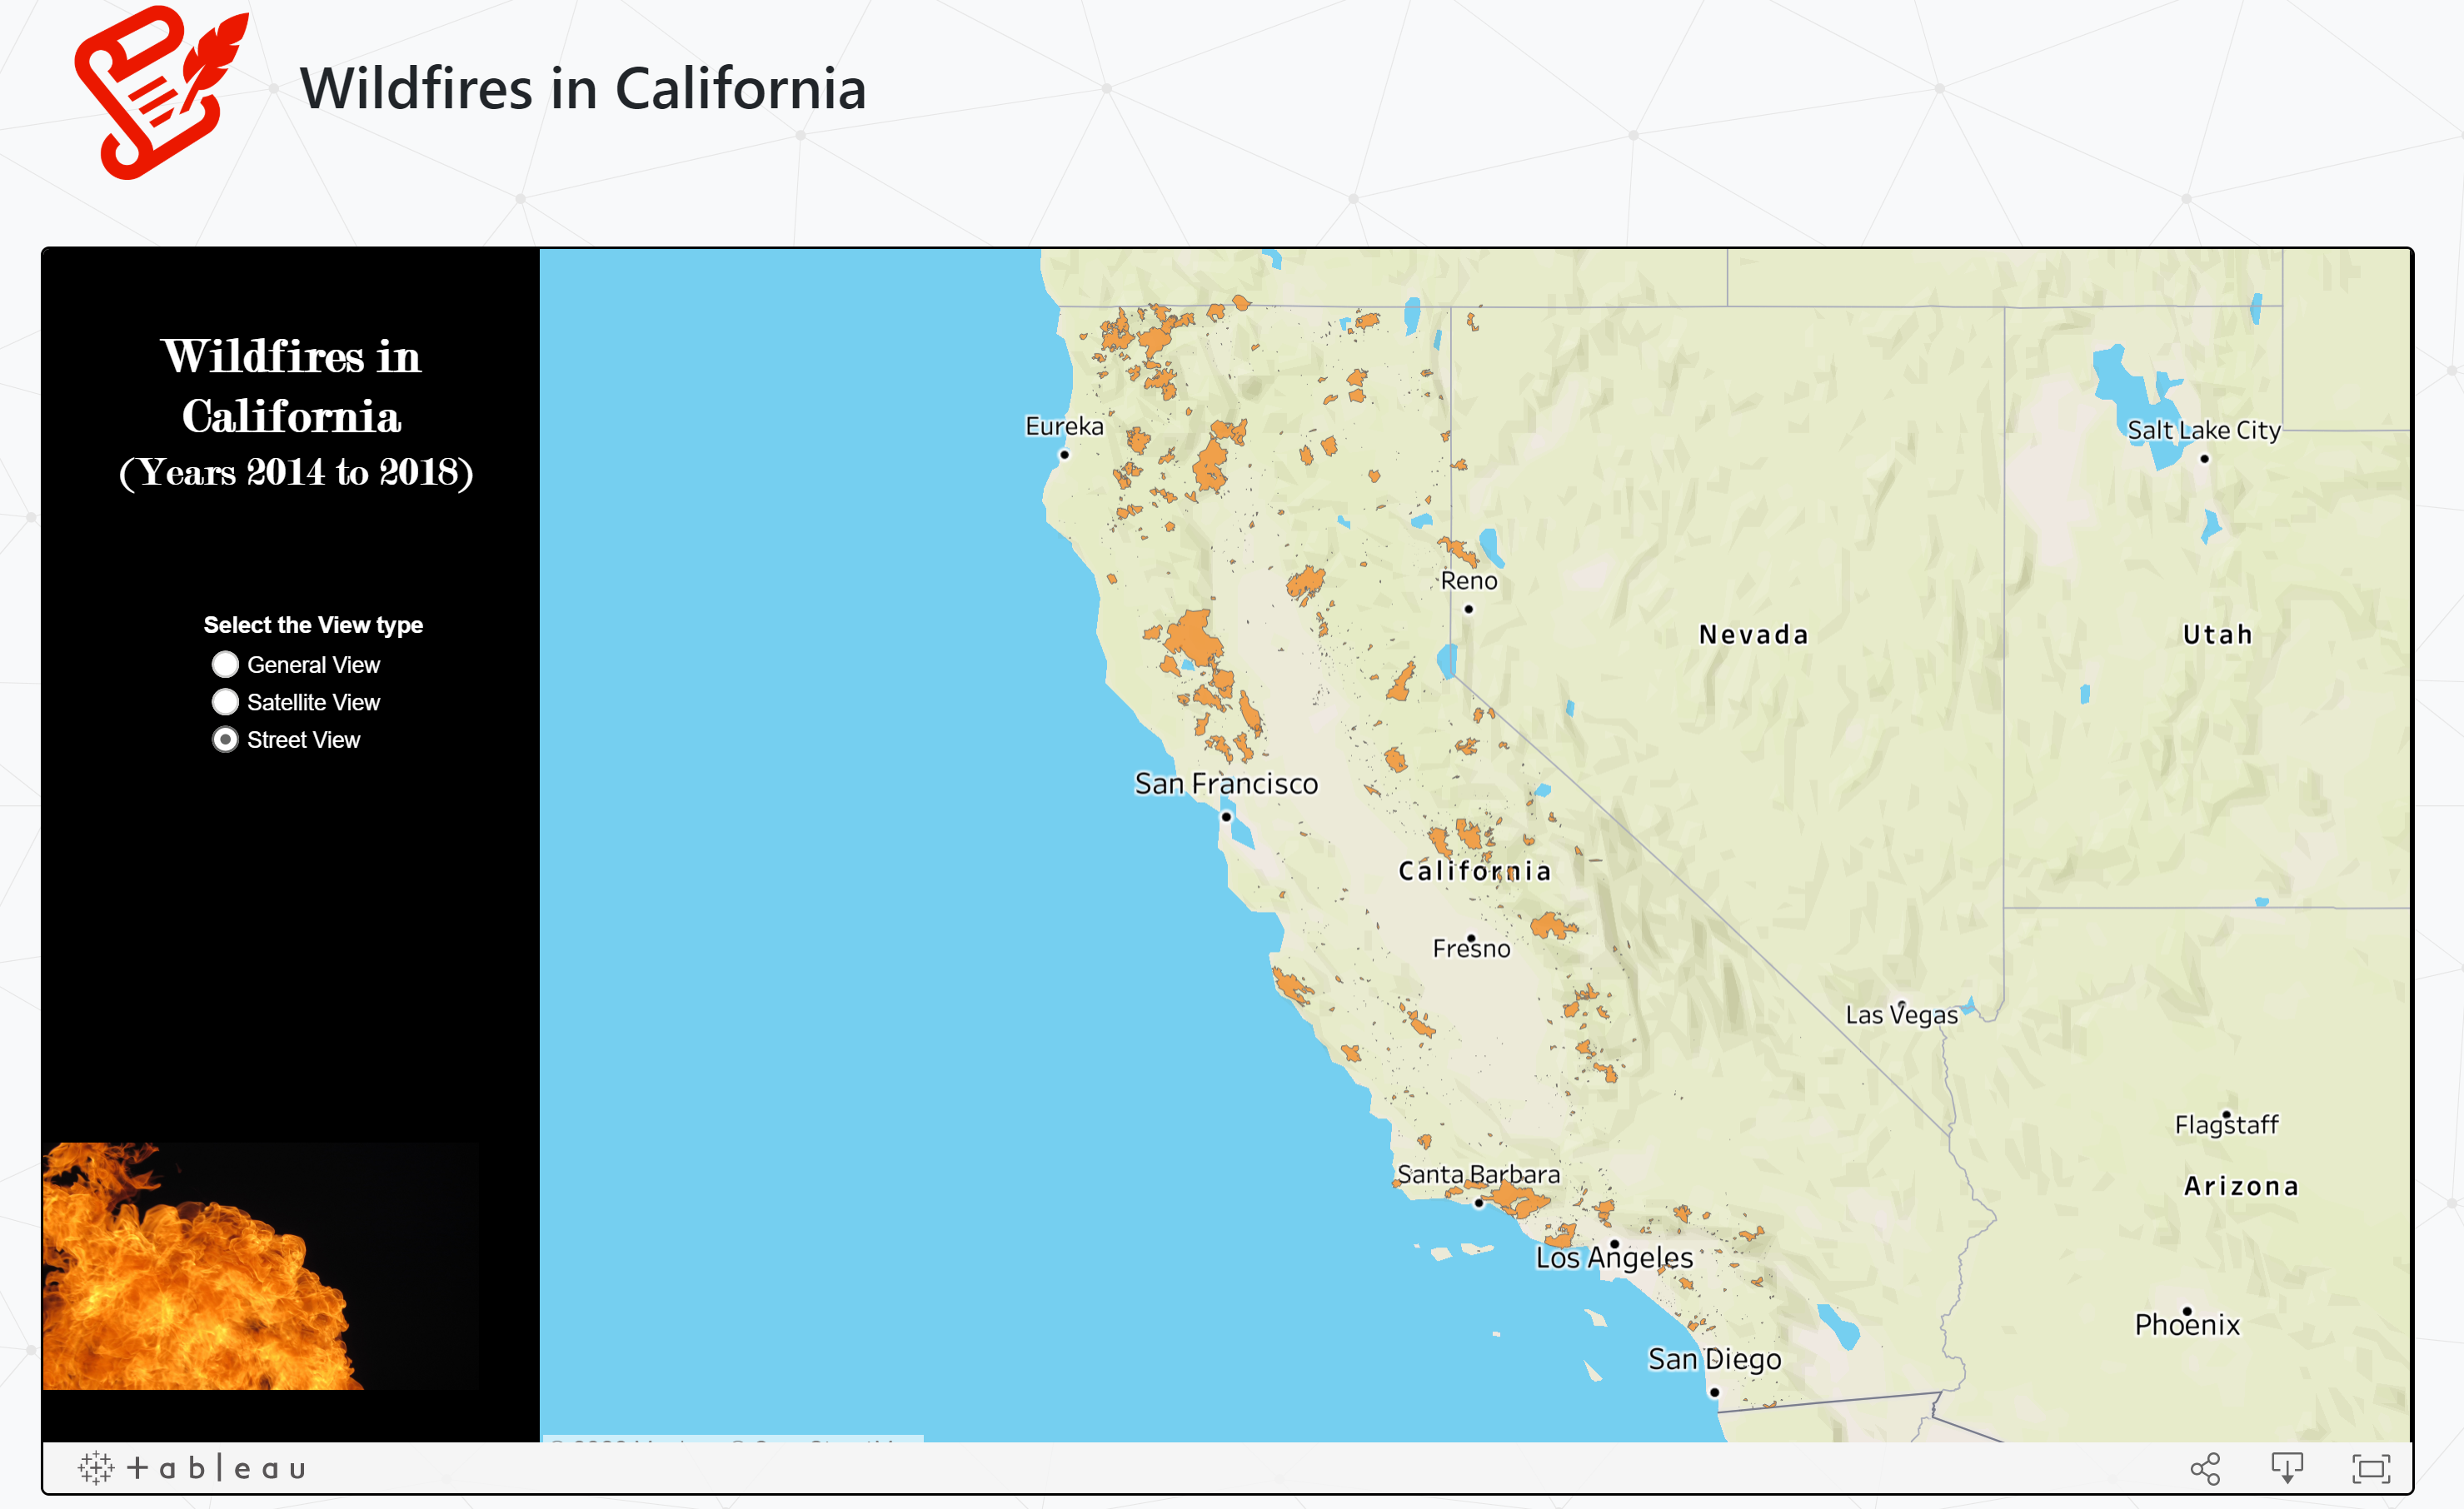 Wildfires in California
Wildfires in
California
(Years 2014 to 2018)
Select the View type
General View
Satellite View
Street View
Eureka
Salt Lake City
Reno
Nevada
Utah
San Francisco
California
Fresno
Las Vegas
Flagstaff
Santa Barbara
Arizona
Los Angeles
Phoenix
San Diego
+ableau